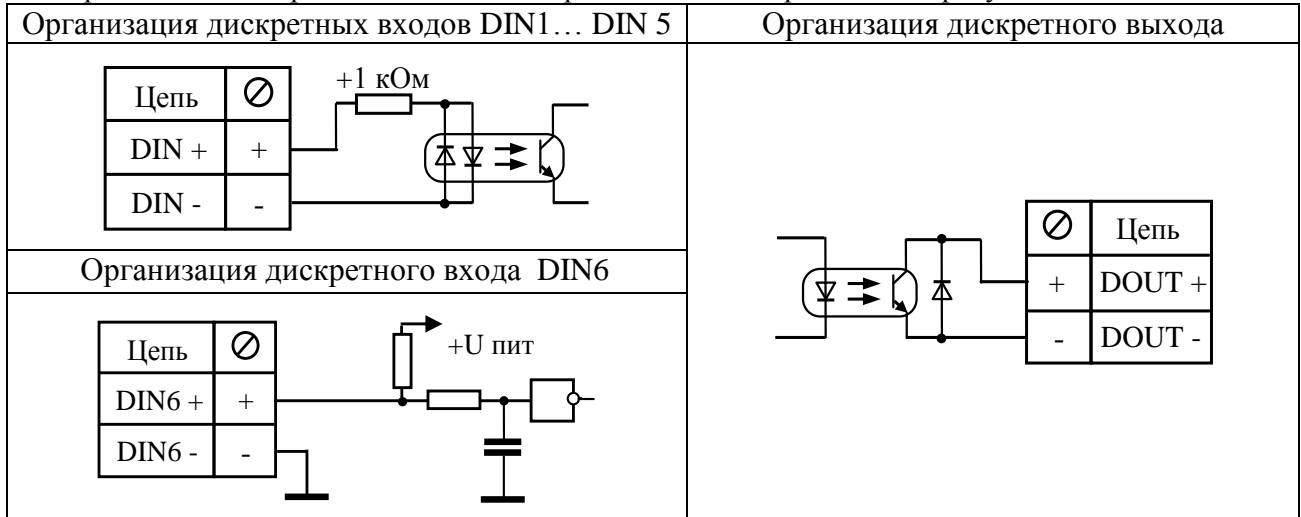 Организация дискретных входов DIN1… DIN 5
Организация дискретного выхода
+1 кОм
Цепь
DIN + +
DIN - -
Организация дискретного входа DIN6
+U пит
Цепь
DIN6 + +
DIN6 - -
Цепь
+ DOUT +
- DOUT -